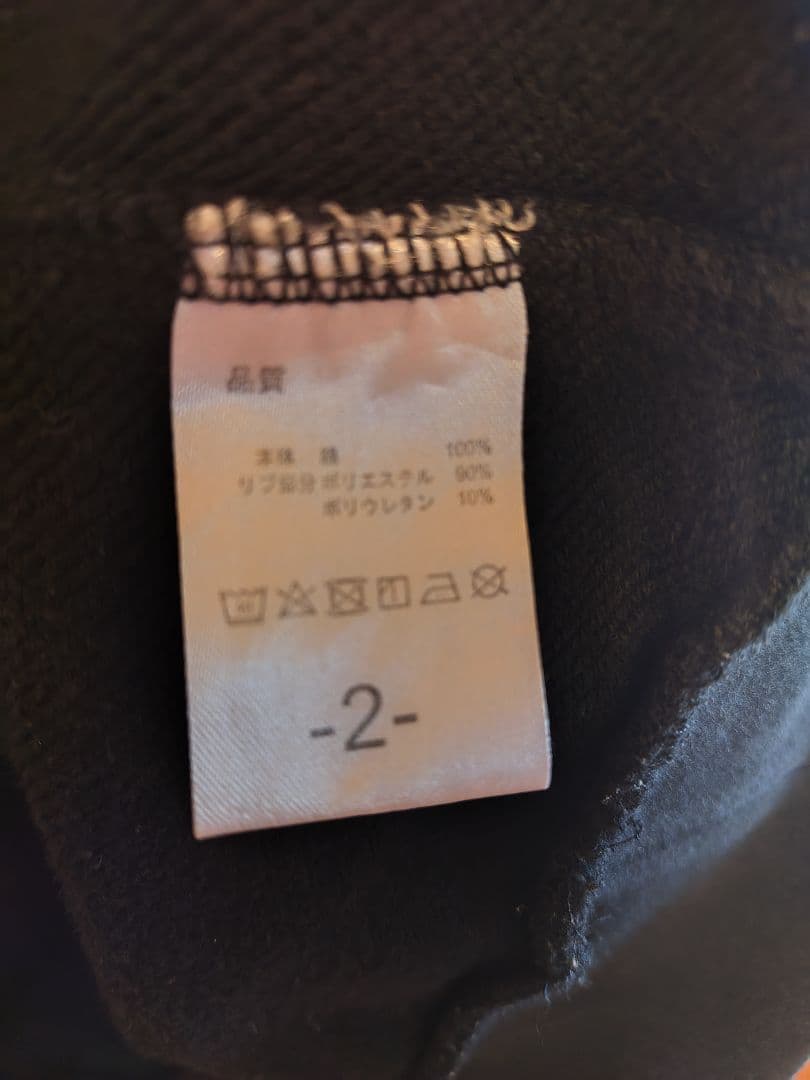 品質
本体 綿 100%
リブ部分 ポリエステル 90%
ポリウレタン 10%
40
-2-